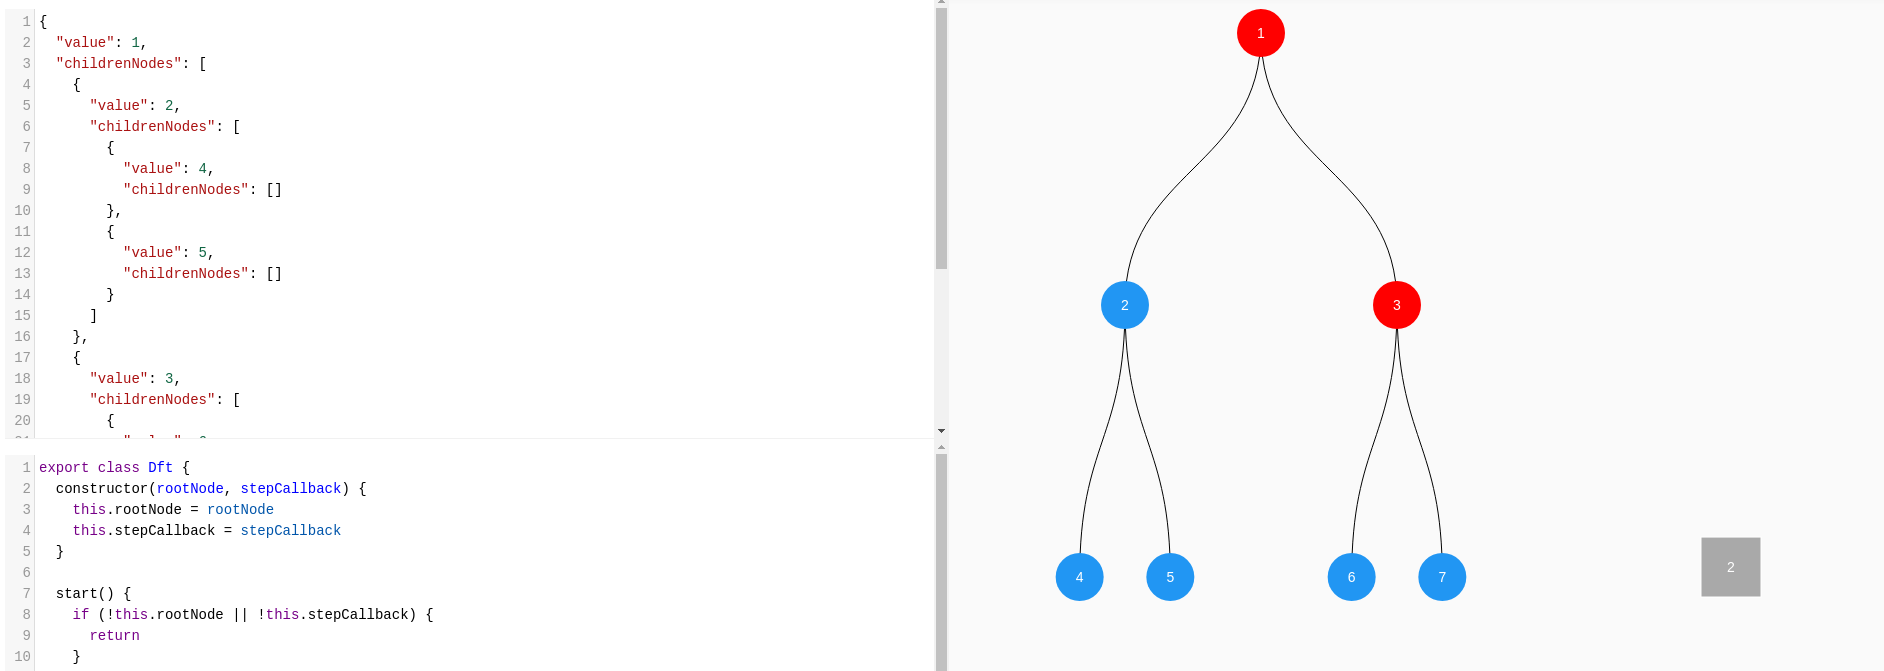 1 {
2   "value": 1,
3   "childrenNodes": [
4     {
5       "value": 2,
6       "childrenNodes": [
7         {
8           "value": 4,
9           "childrenNodes": []
10         },
11         {
12           "value": 5,
13           "childrenNodes": []
14         }
15       ]
16     },
17     {
18       "value": 3,
19       "childrenNodes": [
20         {
1 export class Dft {
2   constructor(rootNode, stepCallback) {
3     this.rootNode = rootNode
4     this.stepCallback = stepCallback
5   }
6
7   start() {
8     if (!this.rootNode || !this.stepCallback) {
9       return
10     }
1
2
3
4
5
6
7
2